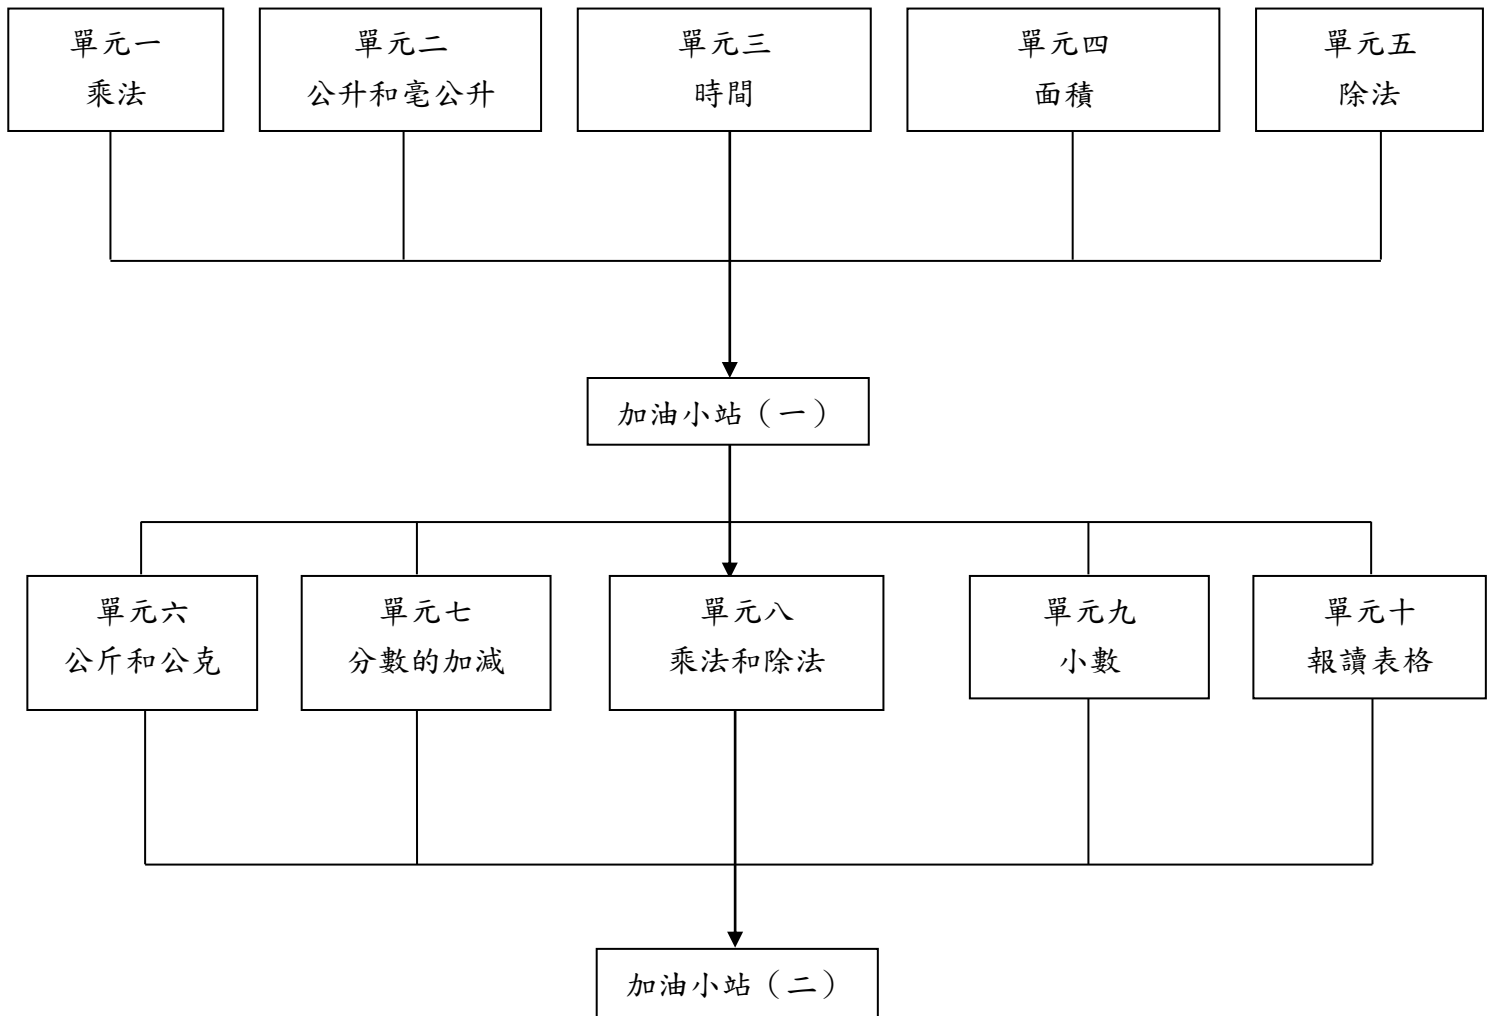 單元一
乘法
單元二
公升和毫公升
單元三
時間
單元四
面積
單元五
除法
加油小站（一）
單元六
公斤和公克
單元七
分數的加減
單元八
乘法和除法
單元九
小數
單元十
報讀表格
加油小站（二）